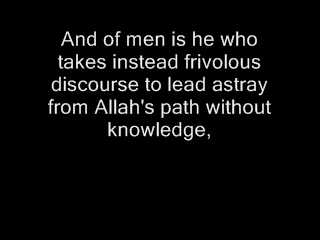 And of men is he who
takes instead frivolous
discourse to lead astray
from Allah's path without
knowledge,